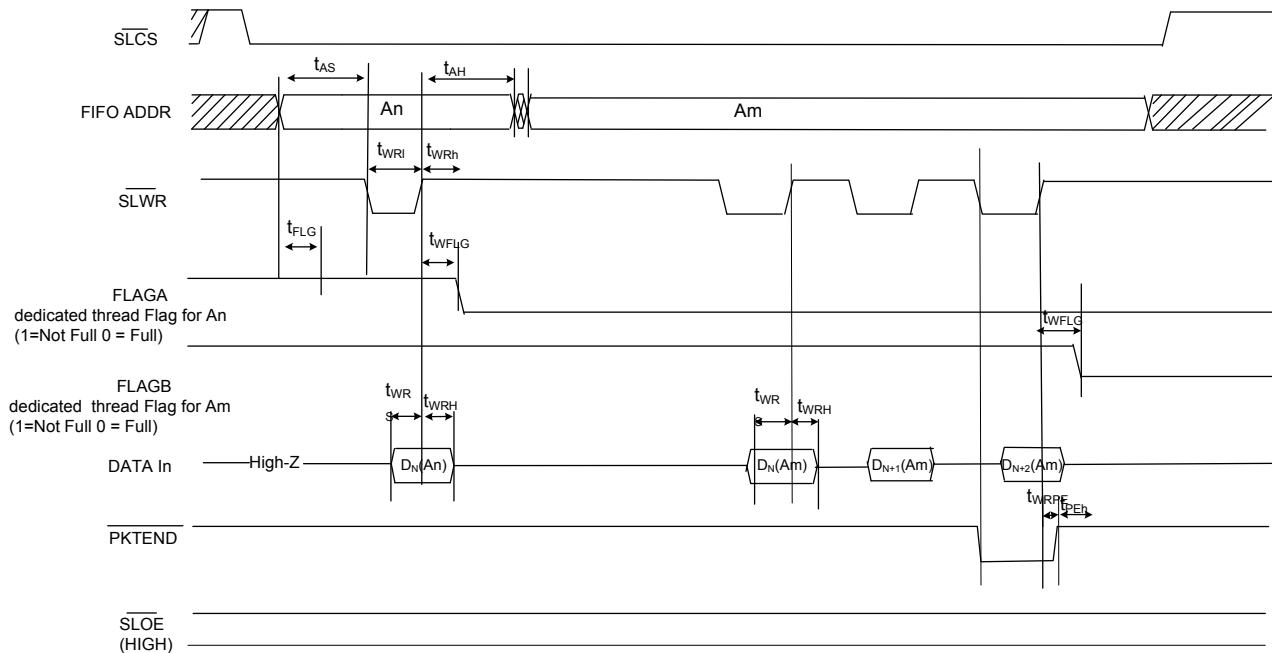 SLCS
tAS
tAH
FIFO ADDR
An
Am
tWRl
tWRh
SLWR
tFLG
tWFLG
FLAGA
dedicated thread Flag for An
(1=Not Full 0 = Full)
tWFLG
FLAGB
dedicated thread Flag for Am
(1=Not Full 0 = Full)
tWRS
tWRH
tWRS
tWRH
DATA In
High-Z
DN(An)
DN(Am)
DN+1(Am)
DN+2(Am)
tWRPE
tPEh
PKTEND
SLOE
(HIGH)